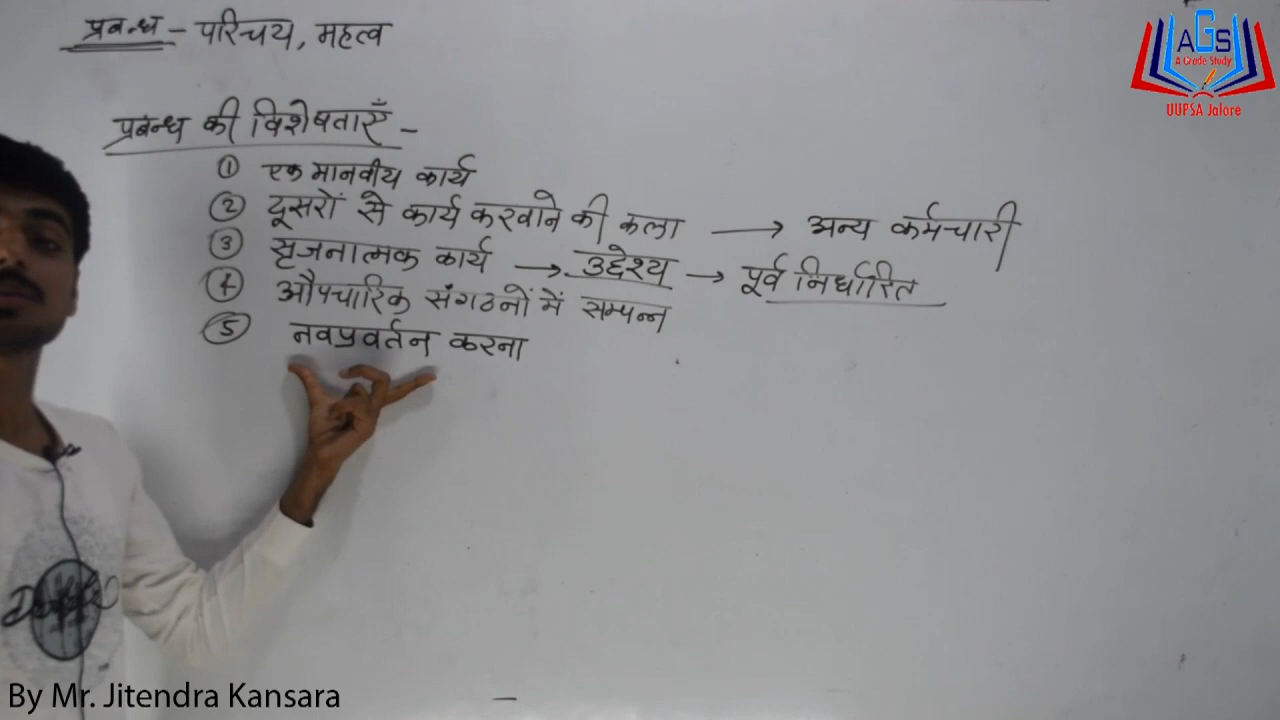 प्रबन्ध - परिचय, महत्व
AGS
A Grade Study
UUPSA Jalore
प्रबन्ध की विशेषताएँ -
① एक मानवीय कार्य
② दूसरों से कार्य करवाने की कला → अन्य कर्मचारी
③ सृजनात्मक कार्य → उद्देश्य → पूर्व निर्धारित
④ औपचारिक संगठनों में सम्पन्न
⑤ नवप्रवर्तन करना
By Mr. Jitendra Kansara